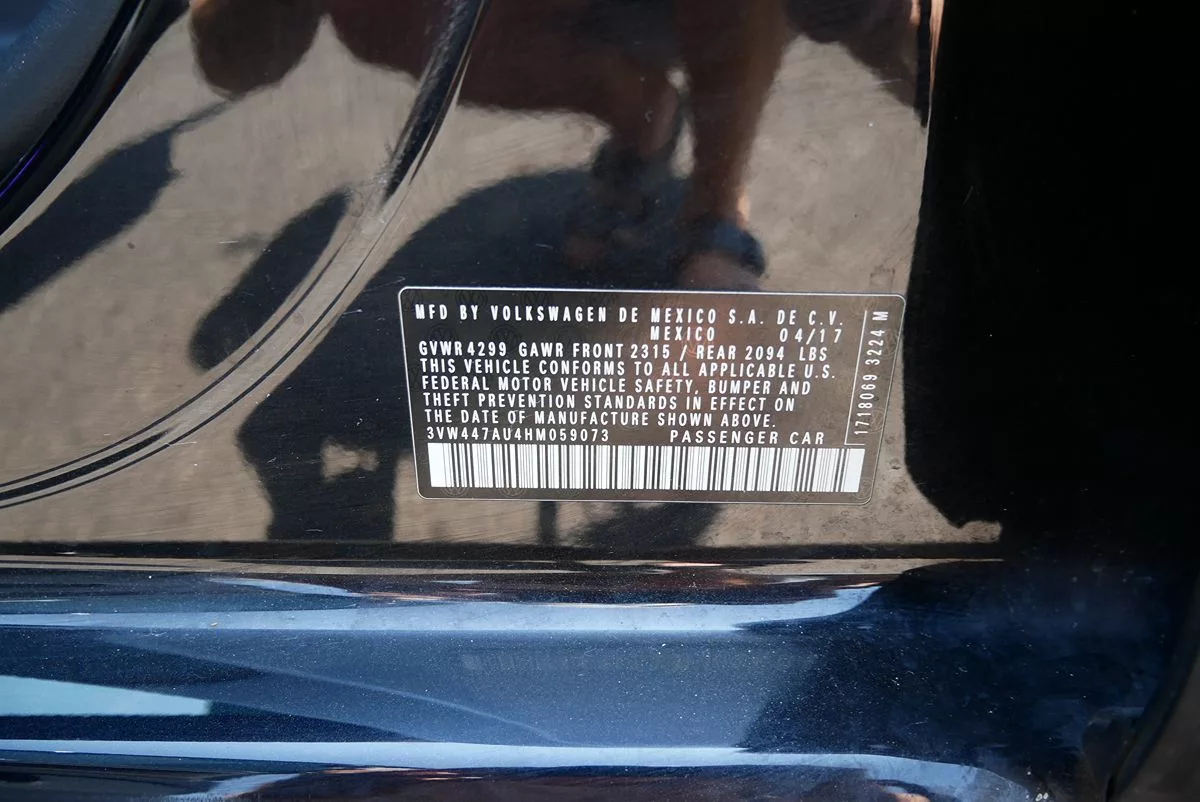 MFD BY VOLKSWAGEN DE MEXICO S.A. DE C.V.
MEXICO 04/17
GVWR 4299 GAWR FRONT 2315 / REAR 2094 LBS
THIS VEHICLE CONFORMS TO ALL APPLICABLE U.S.
FEDERAL MOTOR VEHICLE SAFETY, BUMPER AND
THEFT PREVENTION STANDARDS IN EFFECT ON
THE DATE OF MANUFACTURE SHOWN ABOVE.
3VW447AU4HM059073 PASSENGER CAR
1718069 3224 M